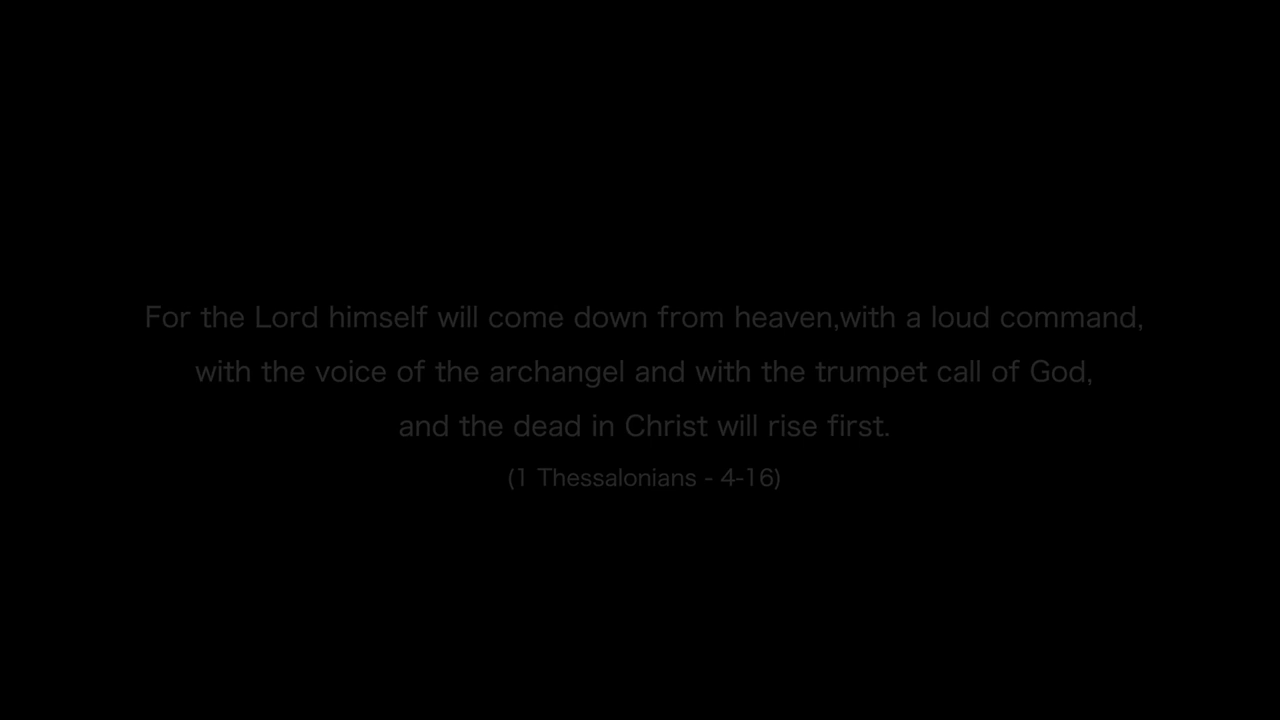 For the Lord himself will come down from heaven,with a loud command,
with the voice of the archangel and with the trumpet call of God,
and the dead in Christ will rise first.
(1 Thessalonians - 4-16)